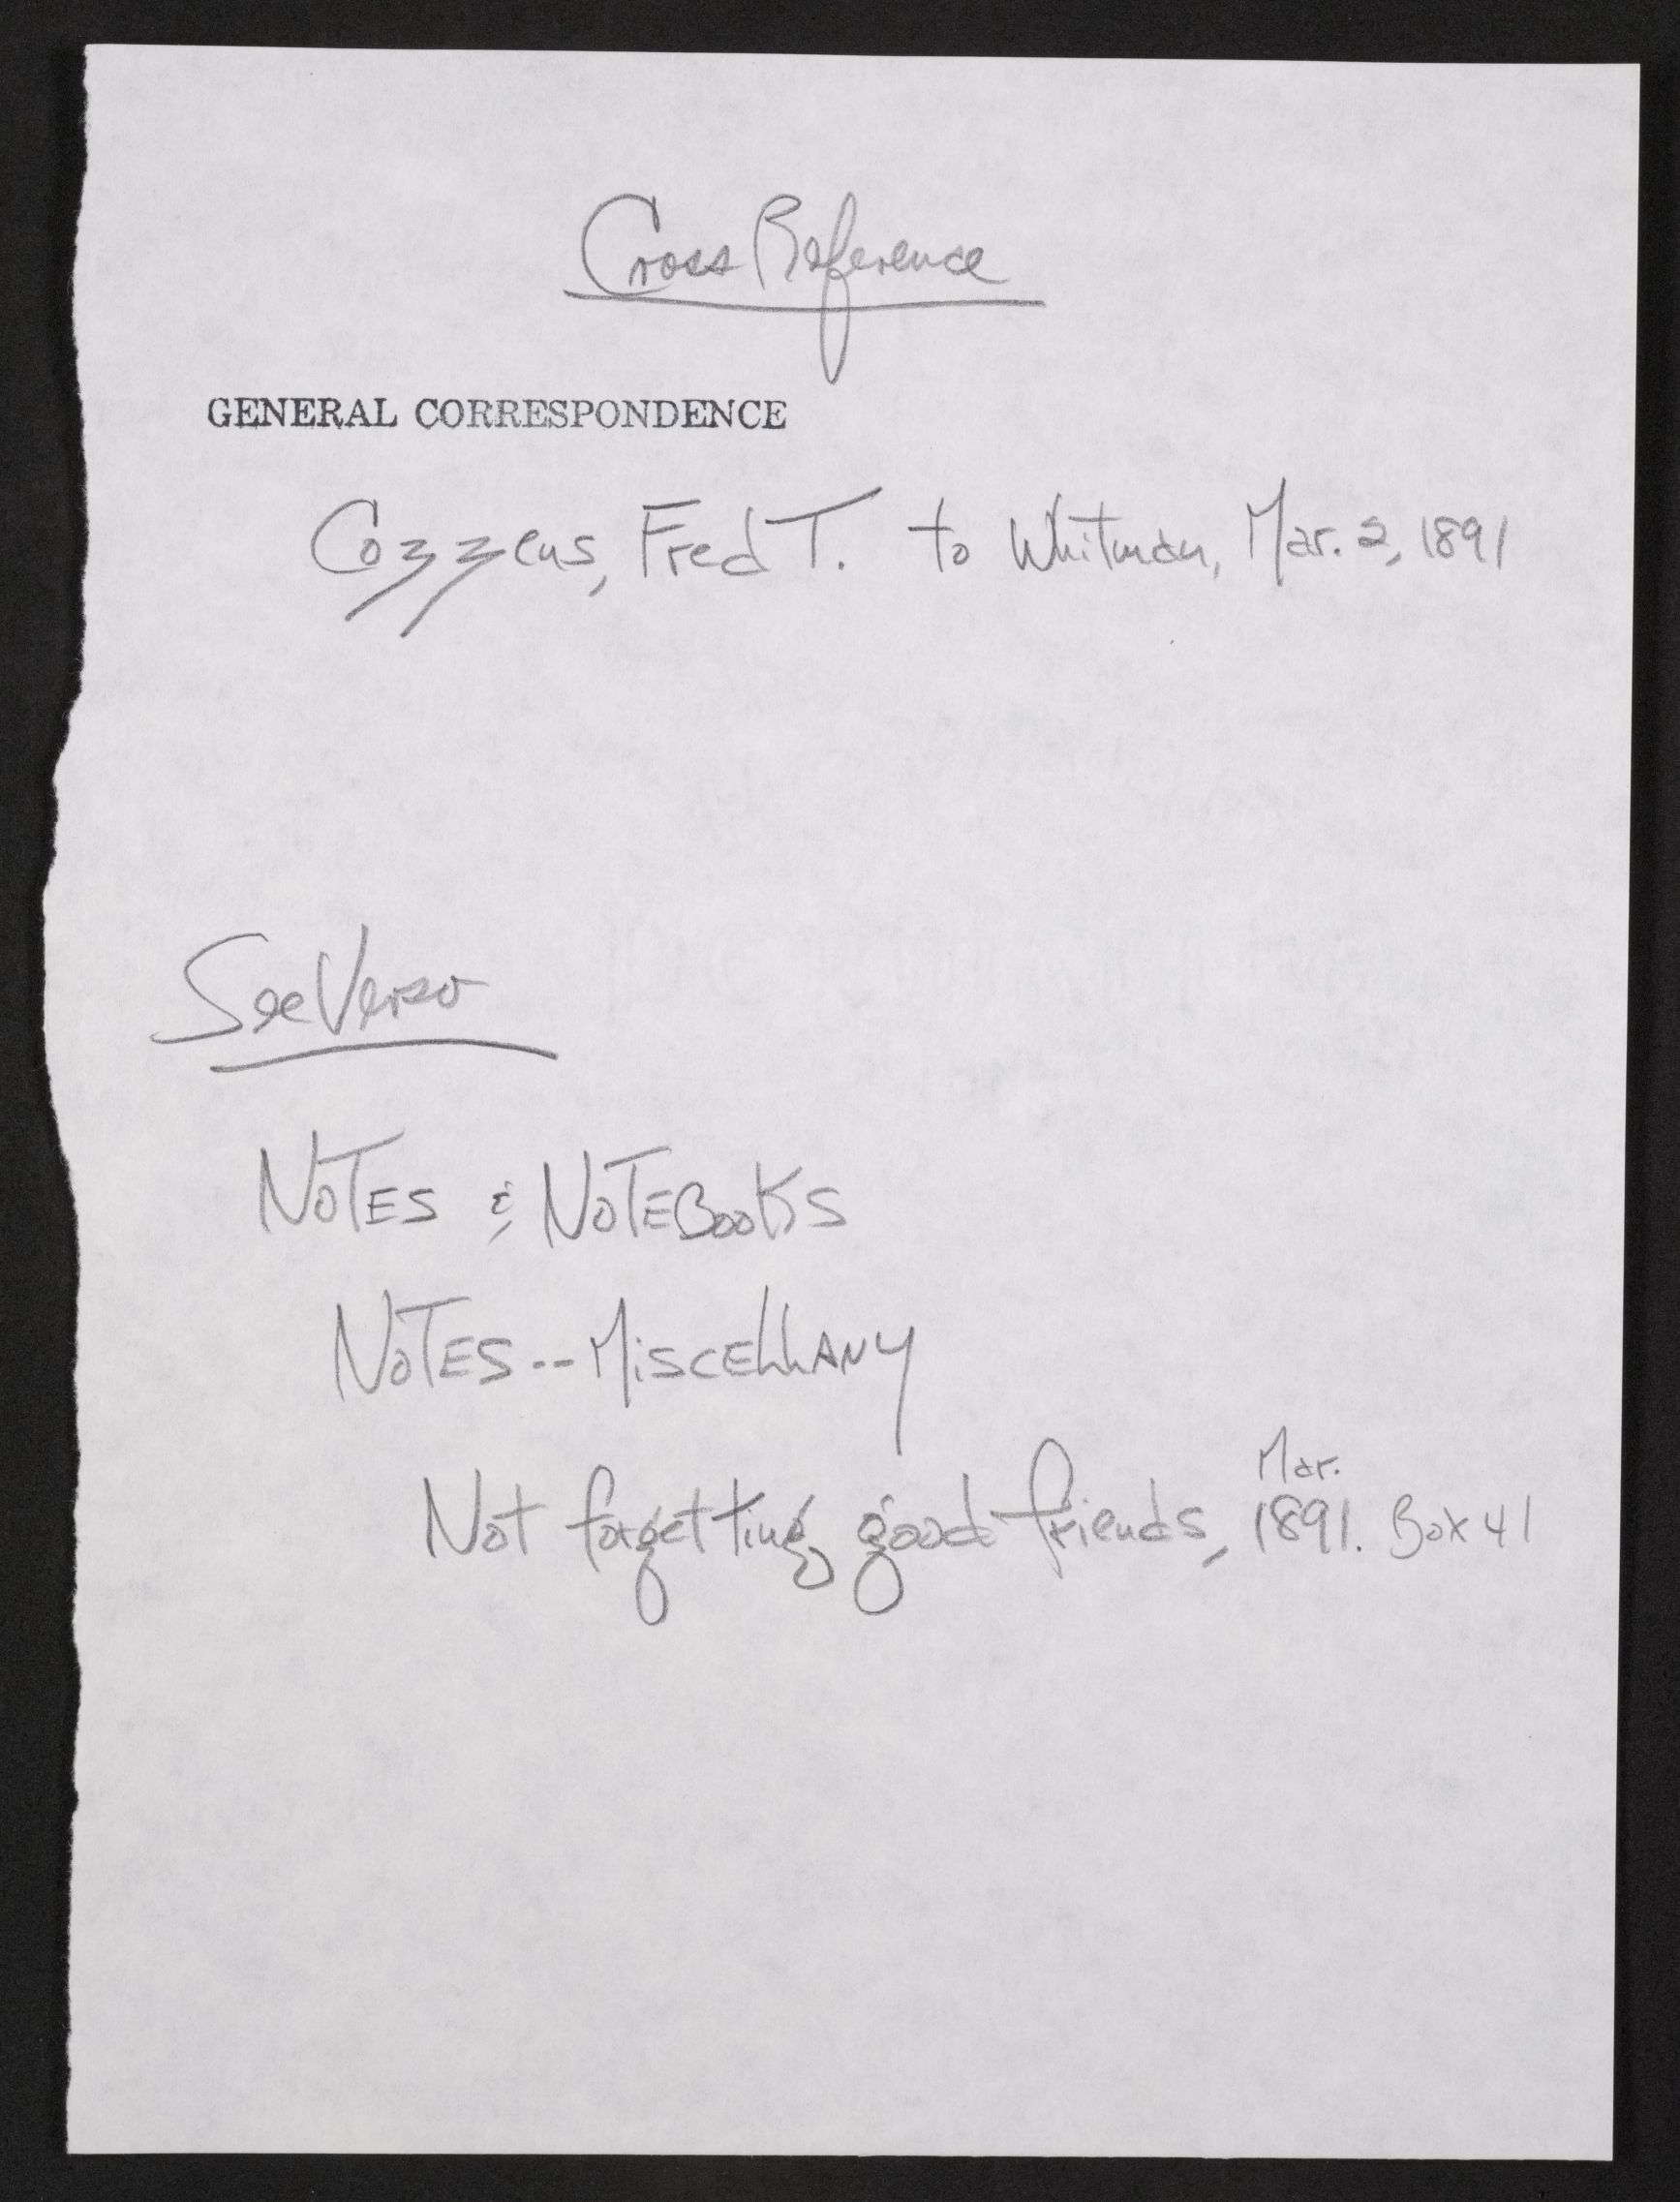 Cross Reference
GENERAL CORRESPONDENCE
Cozzens, Fred T. to Whitman, Mar. 2, 1891
See Verso
NOTES & NOTEBOOKS
NOTES -- MISCELLANY
Mar.
Not forgetting good friends, 1891. Box 41